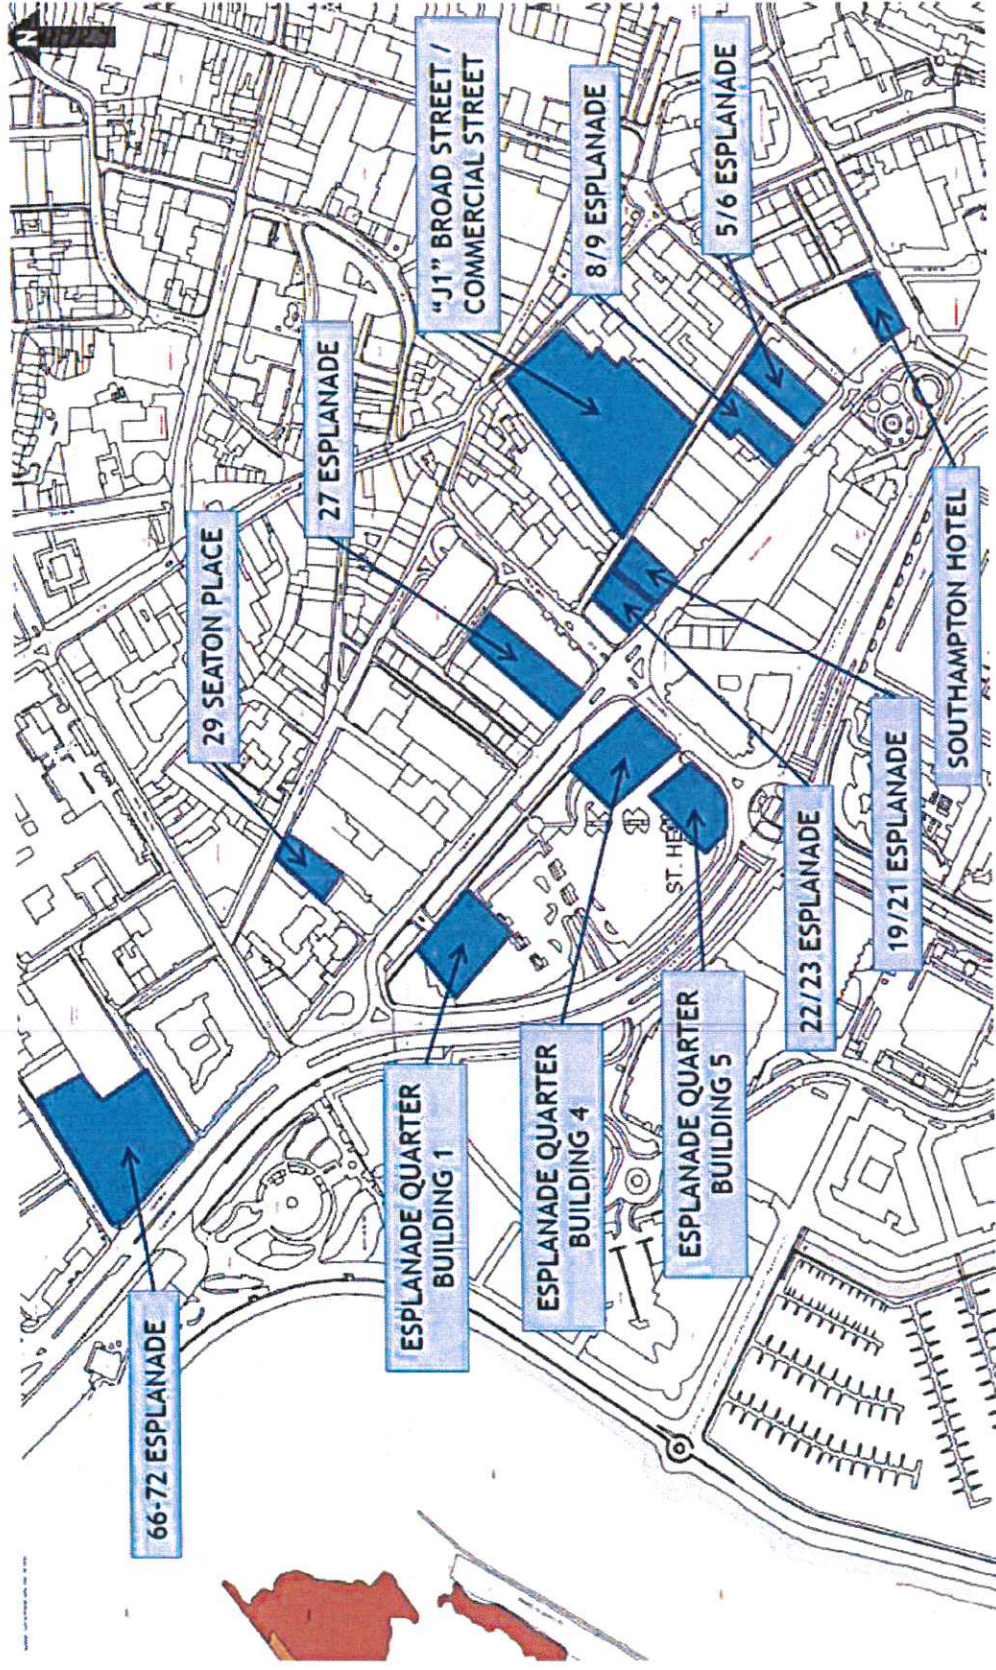 N
"J1" BROAD STREET /
COMMERCIAL STREET
8/9 ESPLANADE
5/6 ESPLANADE
27 ESPLANADE
29 SEATON PLACE
SOUTHAMPTON HOTEL
19/21 ESPLANADE
22/23 ESPLANADE
ST. HE
ESPLANADE QUARTER
BUILDING 1
ESPLANADE QUARTER
BUILDING 4
ESPLANADE QUARTER
BUILDING 5
66-72 ESPLANADE